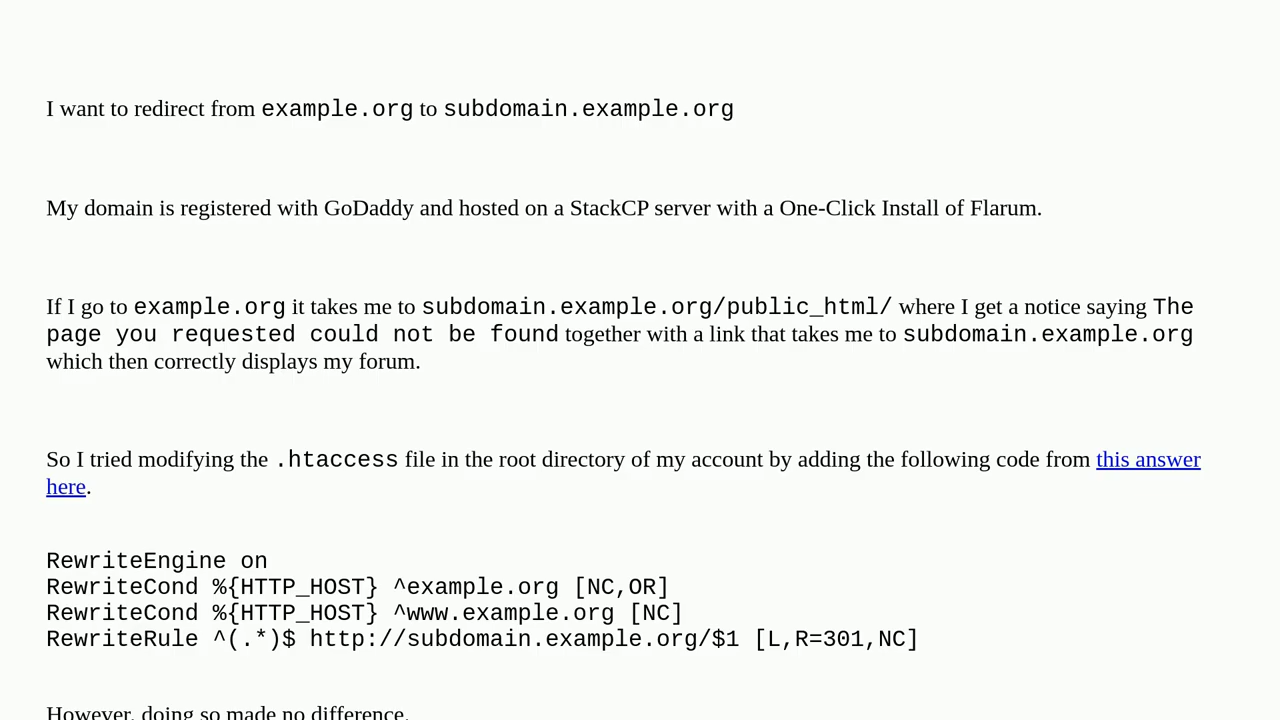 I want to redirect from example.org to subdomain.example.org
My domain is registered with GoDaddy and hosted on a StackCP server with a One-Click Install of Flarum.
If I go to example.org it takes me to subdomain.example.org/public_html/ where I get a notice saying The
page you requested could not be found together with a link that takes me to subdomain.example.org
which then correctly displays my forum.
So I tried modifying the .htaccess file in the root directory of my account by adding the following code from this answer
here.
RewriteEngine on
RewriteCond %{HTTP_HOST} ^example.org [NC,OR]
RewriteCond %{HTTP_HOST} ^www.example.org [NC]
RewriteRule ^(.*)$ http://subdomain.example.org/$1 [L,R=301,NC]
However, doing so made no difference.